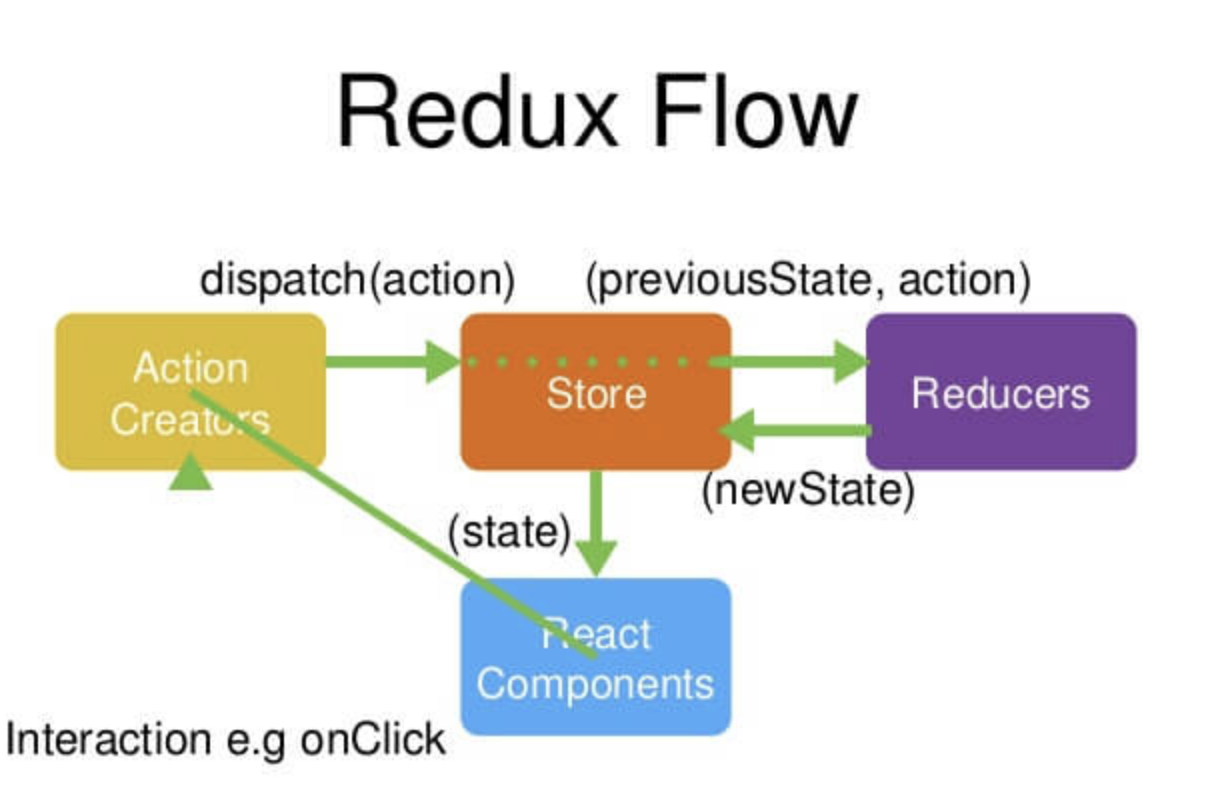 Redux Flow
dispatch(action)
(previousState, action)
Action
Creators
Store
Reducers
(newState)
(state)
React
Components
Interaction e.g onClick